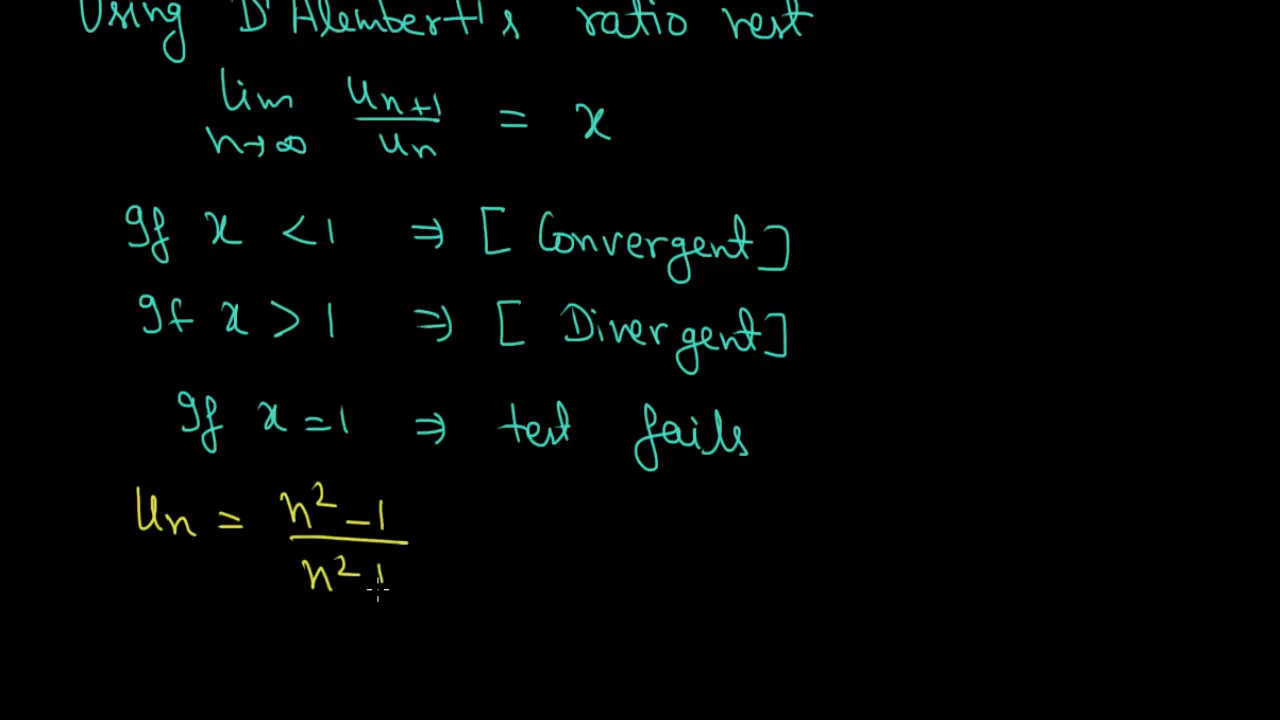 Using D'Alembert's ratio test
lim n→∞ u_{n+1}/u_n = x
If x < 1 ⇒ [Convergent]
If x > 1 ⇒ [Divergent]
If x = 1 ⇒ test fails
u_n = (n² - 1)/(n²